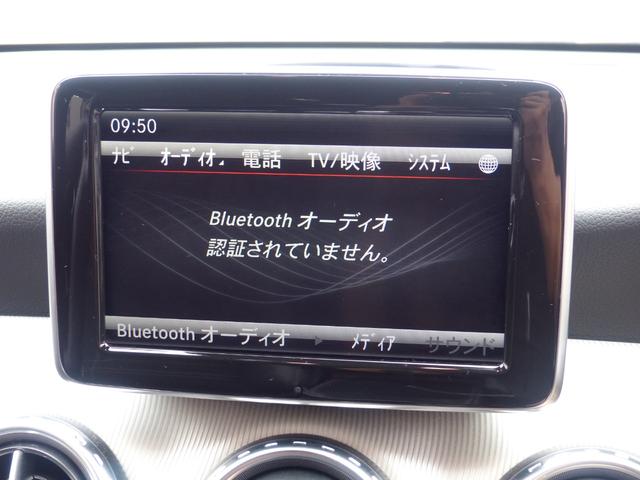 09:50
ﾅﾋﾞ ｵｰﾃﾞｨｵ 電話 TV/映像 ｼｽﾃﾑ
Bluetooth オーディオ
認証されていません。
Bluetooth オーディオ ﾒﾃﾞｨｱ サウンド